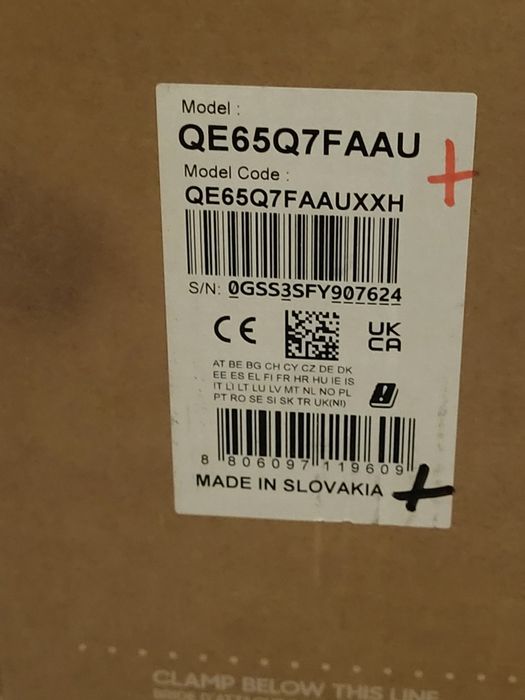 Model :
QE65Q7FAAU
Model Code :
QE65Q7FAAUXXH
S/N: 0GSS3SFY907624
CE
UK
CA
AT BE BG CH CY CZ DE DK
EE ES EL FI FR HR HU IE IS
IT LI LT LU LV MT NL NO PL
PT RO SE SI SK TR UK(NI)
8 806097 119609
MADE IN SLOVAKIA
CLAMP BELOW THIS LINE